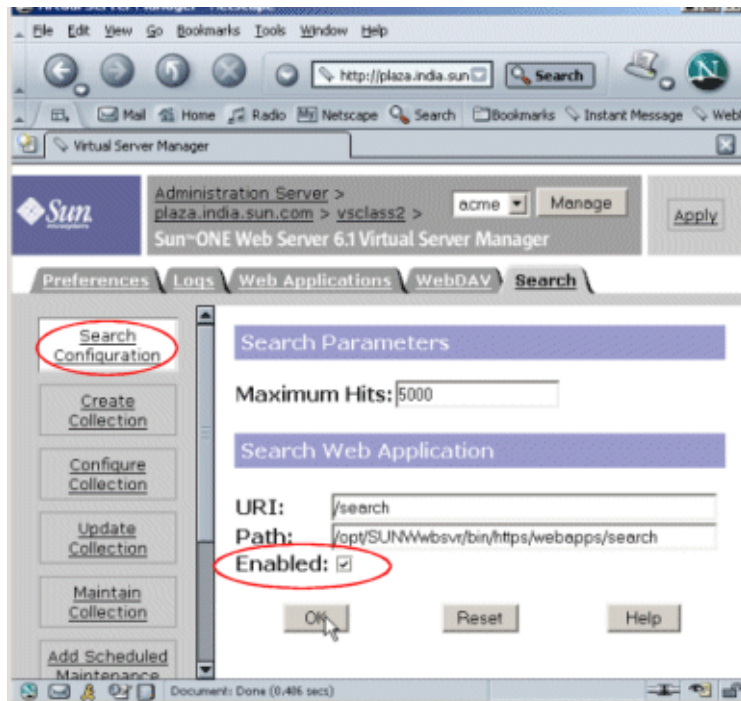 Virtual Server Manager - Netscape
File Edit View Go Bookmarks Tools Window Help
http://plaza.india.sun Search
Mail Home Radio Netscape Search Bookmarks Instant Message
Virtual Server Manager
Sun
Administration Server >
plaza.india.sun.com > vsclass2 >
acme Manage
Apply
Sun ONE Web Server 6.1 Virtual Server Manager
Preferences Logs Web Applications WebDAV Search
Search
Configuration
Create
Collection
Configure
Collection
Update
Collection
Maintain
Collection
Add Scheduled
Maintenance
Search Parameters
Maximum Hits: 5000
Search Web Application
URI: /search
Path: /opt/SUNWwbsvr/bin/https/webapps/search
Enabled:
OK Reset Help
Document: Done (0.406 secs)